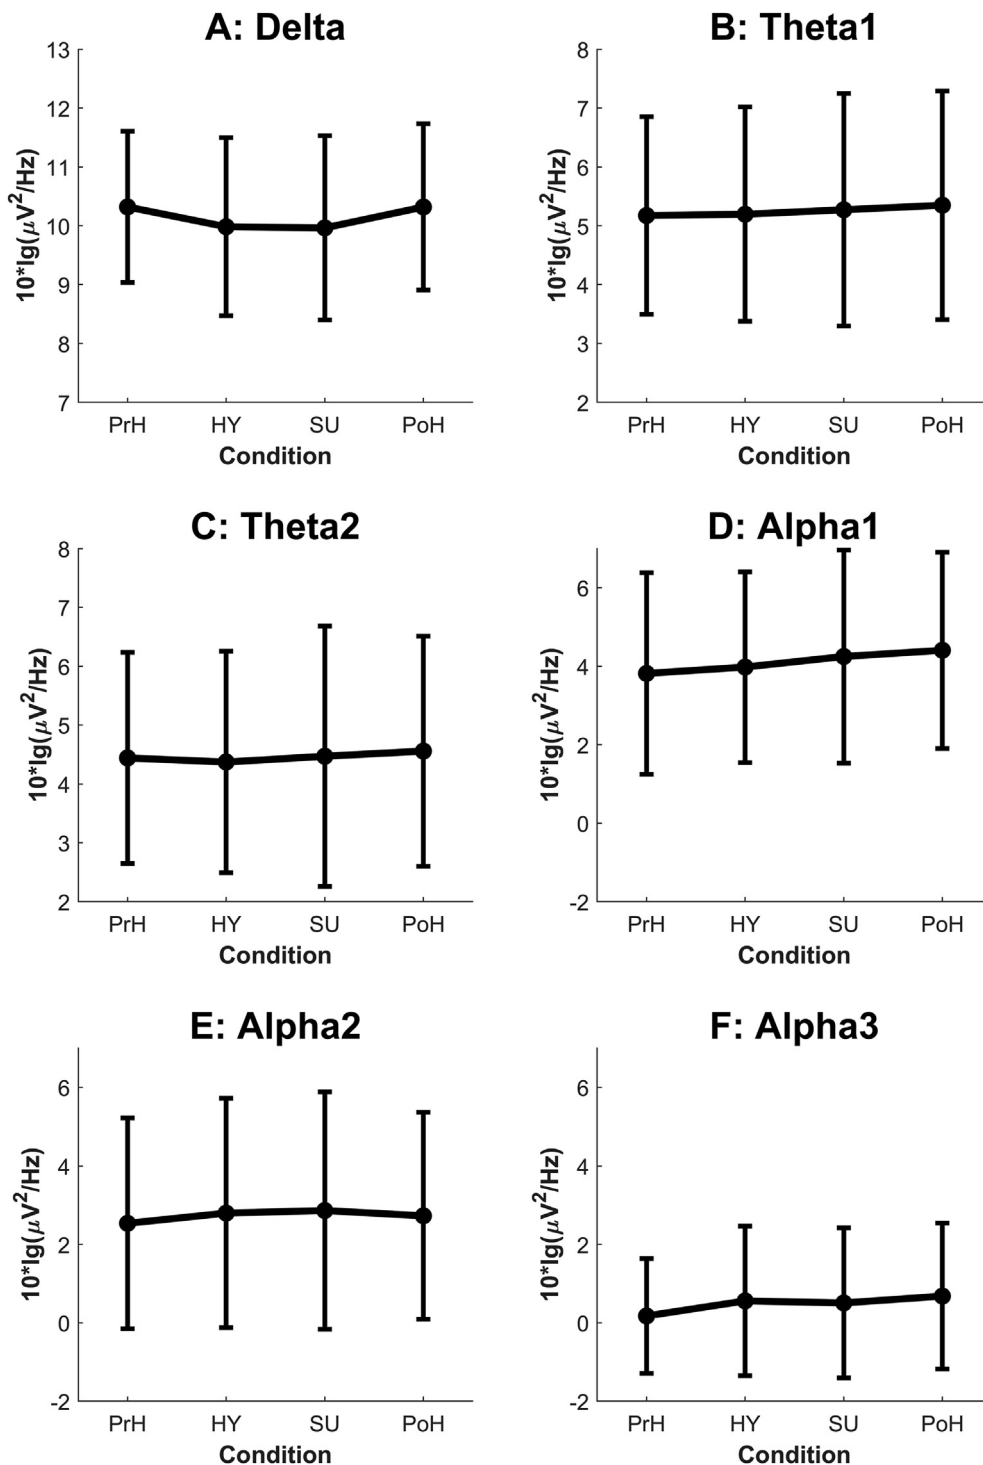 A: Delta
10*lg(μV²/Hz)
13
12
11
10
9
8
7
PrH HY SU PoH
Condition
B: Theta1
10*lg(μV²/Hz)
8
7
6
5
4
3
2
PrH HY SU PoH
Condition
C: Theta2
10*lg(μV²/Hz)
8
7
6
5
4
3
2
PrH HY SU PoH
Condition
D: Alpha1
10*lg(μV²/Hz)
6
4
2
0
-2
PrH HY SU PoH
Condition
E: Alpha2
10*lg(μV²/Hz)
6
4
2
0
-2
PrH HY SU PoH
Condition
F: Alpha3
10*lg(μV²/Hz)
6
4
2
0
-2
PrH HY SU PoH
Condition